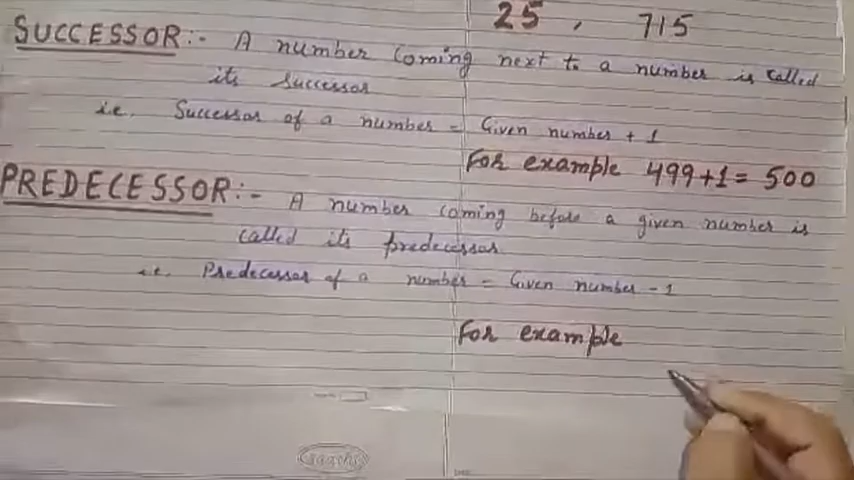 25 , 715
SUCCESSOR:- A number coming next to a number is called
its successor
i.e. Successor of a number = Given number + 1
For example 499+1= 500
PREDECESSOR:- A number coming before a given number is
called its predecessor
i.e. Predecessor of a number = Given number - 1
For example